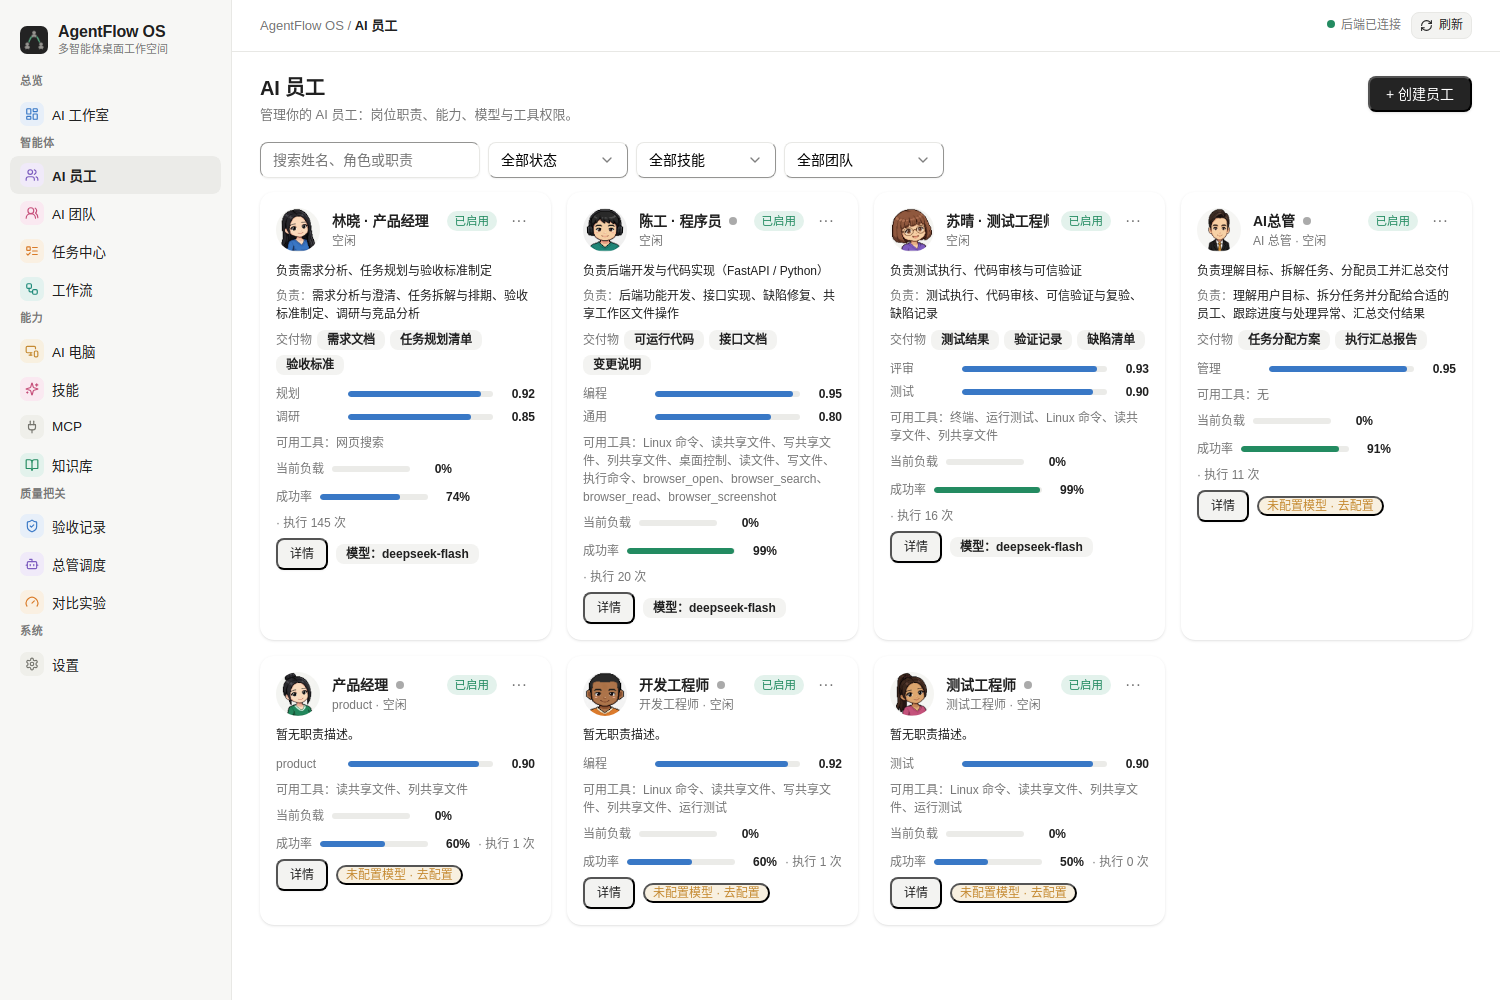 AgentFlow OS
多智能体桌面工作空间
总览
AI 工作室
智能体
AI 员工
AI 团队
任务中心
工作流
能力
AI 电脑
技能
MCP
知识库
质量把关
验收记录
总管调度
对比实验
系统
设置
AgentFlow OS / AI 员工
后端已连接
刷新
AI 员工
管理你的 AI 员工：岗位职责、能力、模型与工具权限。
+ 创建员工
搜索姓名、角色或职责
全部状态
全部技能
全部团队
林晓 · 产品经理
已启用
···
空闲
负责需求分析、任务规划与验收标准制定
负责：需求分析与澄清、任务拆解与排期、验收
标准制定、调研与竞品分析
交付物 需求文档 任务规划清单
验收标准
规划 0.92
调研 0.85
可用工具：网页搜索
当前负载 0%
成功率 74%
· 执行 145 次
详情 模型：deepseek-flash
陈工 · 程序员
已启用
···
空闲
负责后端开发与代码实现（FastAPI / Python）
负责：后端功能开发、接口实现、缺陷修复、共
享工作区文件操作
交付物 可运行代码 接口文档
变更说明
编程 0.95
通用 0.80
可用工具：Linux 命令、读共享文件、写共享文
件、列共享文件、桌面控制、读文件、写文件、
执行命令、browser_open、browser_search、
browser_read、browser_screenshot
当前负载 0%
成功率 99%
· 执行 20 次
详情 模型：deepseek-flash
苏晴 · 测试工程
已启用
···
空闲
负责测试执行、代码审核与可信验证
负责：测试执行、代码审核、可信验证与复验、
缺陷记录
交付物 测试结果 验证记录 缺陷清单
评审 0.93
测试 0.90
可用工具：终端、运行测试、Linux 命令、读共
享文件、列共享文件
当前负载 0%
成功率 99%
· 执行 16 次
详情 模型：deepseek-flash
AI总管
已启用
···
AI 总管 · 空闲
负责理解目标、拆解任务、分配员工并汇总交付
负责：理解用户目标、拆分任务并分配给合适的
员工、跟踪进度与处理异常、汇总交付结果
交付物 任务分配方案 执行汇总报告
管理 0.95
可用工具：无
当前负载 0%
成功率 91%
· 执行 11 次
详情 未配置模型 · 去配置
产品经理
已启用
···
product · 空闲
暂无职责描述。
product 0.90
可用工具：读共享文件、列共享文件
当前负载 0%
成功率 60% · 执行 1 次
详情 未配置模型 · 去配置
开发工程师
已启用
···
开发工程师 · 空闲
暂无职责描述。
编程 0.92
可用工具：Linux 命令、读共享文件、写共享文
件、列共享文件、运行测试
当前负载 0%
成功率 60% · 执行 1 次
详情 未配置模型 · 去配置
测试工程师
已启用
···
测试工程师 · 空闲
暂无职责描述。
测试 0.90
可用工具：Linux 命令、读共享文件、列共享文
件、运行测试
当前负载 0%
成功率 50% · 执行 0 次
详情 未配置模型 · 去配置